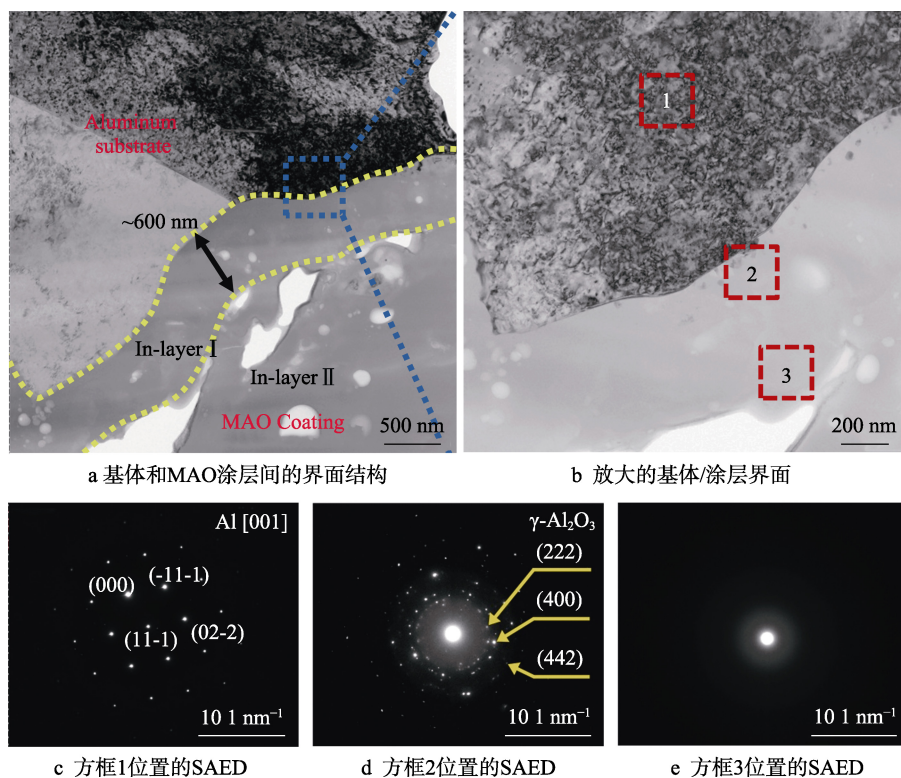 Aluminum
substrate
~600 nm
In-layer Ⅰ
In-layer Ⅱ
MAO Coating
500 nm
1
2
3
200 nm
a 基体和MAO涂层间的界面结构
b 放大的基体/涂层界面
Al [001]
(000)
(-11-1)
(11-1)
(02-2)
10 1 nm⁻¹
γ-Al₂O₃
(222)
(400)
(442)
10 1 nm⁻¹
10 1 nm⁻¹
c 方框1位置的SAED
d 方框2位置的SAED
e 方框3位置的SAED